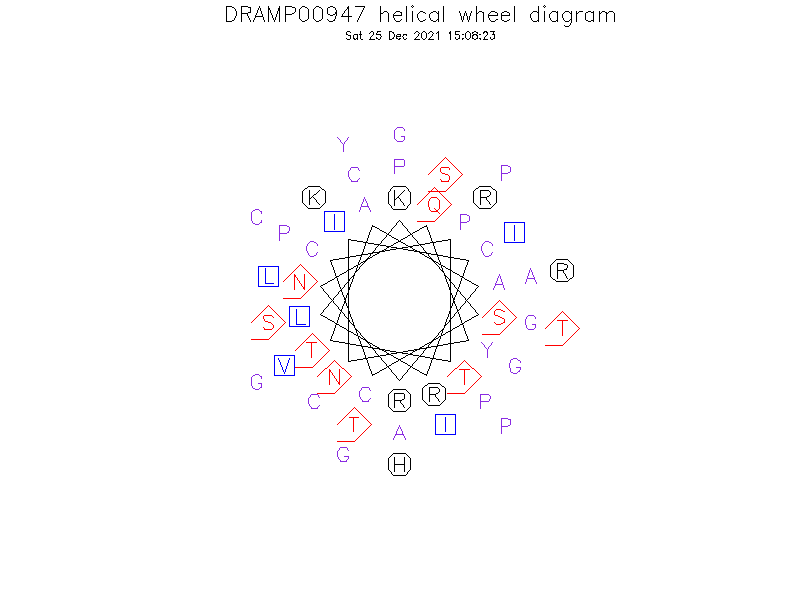 DRAMP00947 helical wheel diagram
Sat 25 Dec 2021 15:08:23
G
Y
P
C S P
K A K Q R
C I P I
P C C
L N A A R
S L S G T
T Y
V N T G
G C C R R P
T A I P
G H